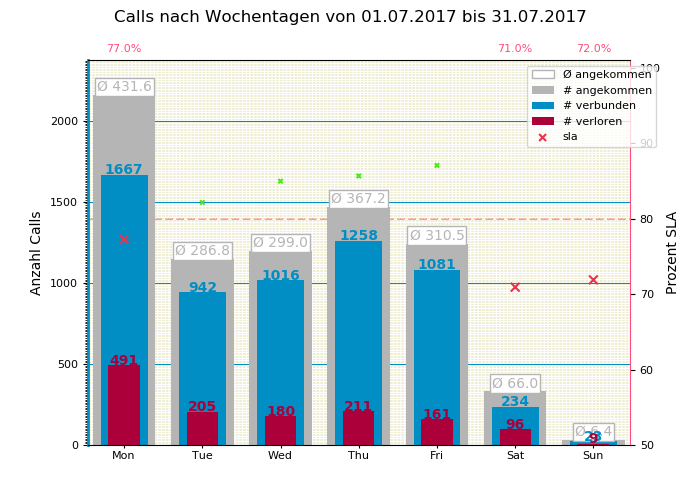 Calls nach Wochentagen von 01.07.2017 bis 31.07.2017
77.0% 71.0% 72.0%
Ø angekommen
# angekommen
# verbunden
# verloren
sla
Anzahl Calls
2000
1500
1000
500
0
100
90
80
70
60
50
Prozent SLA
Ø 431.6
1667
491
Ø 286.8
942
205
Ø 299.0
1016
180
Ø 367.2
1258
211
Ø 310.5
1081
161
Ø 66.0
234
96
Ø 6.4
9
Mon Tue Wed Thu Fri Sat Sun